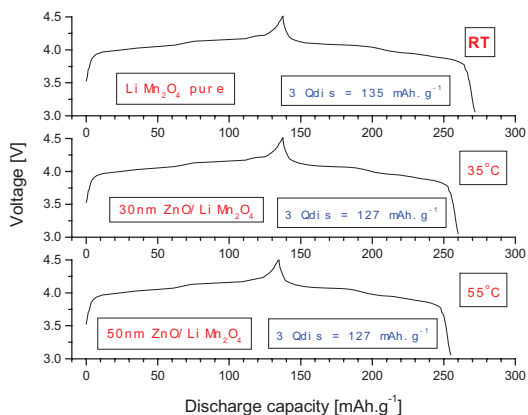 4.5
4.0
3.5
3.0
RT
Li Mn₂O₄ pure
3 Qdis = 135 mAh.g⁻¹
0 50 100 150 200 250 300
4.5
4.0
3.5
3.0
35°C
30nm ZnO/ Li Mn₂O₄
3 Qdis = 127 mAh.g⁻¹
0 50 100 150 200 250 300
Voltage [V]
4.5
4.0
3.5
3.0
55°C
50nm ZnO/ Li Mn₂O₄
3 Qdis = 127 mAh.g⁻¹
0 50 100 150 200 250 300
Discharge capacity [mAh.g⁻¹]